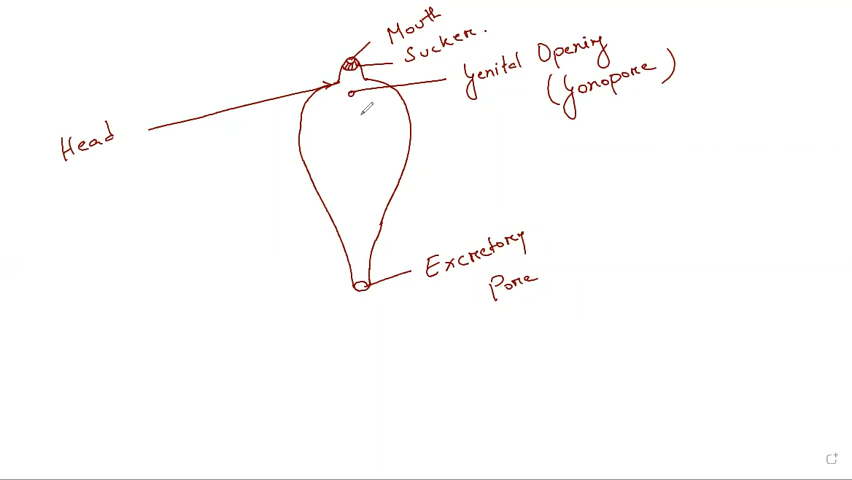 Mouth
Sucker.
Genital Opening
(Gonopore)
Head
Excretory
Pore